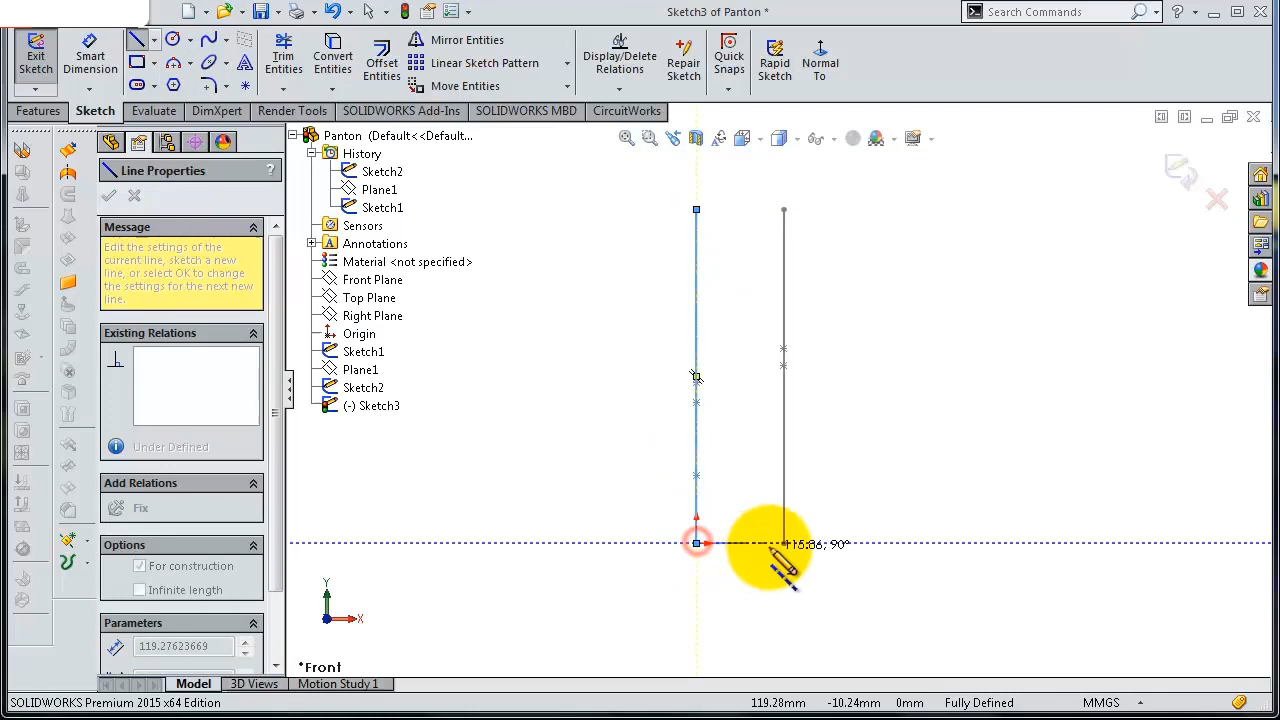 Sketch3 of Panton *
Search Commands
Exit Sketch
Smart Dimension
Trim Entities
Convert Entities
Offset Entities
Mirror Entities
Linear Sketch Pattern
Move Entities
Display/Delete Relations
Repair Sketch
Quick Snaps
Rapid Sketch
Normal To
Features
Sketch
Evaluate
DimXpert
Render Tools
SOLIDWORKS Add-Ins
SOLIDWORKS MBD
CircuitWorks
Line Properties
?
Message
Edit the settings of the
current line, sketch a new
line, or select OK to change
the settings for the next new
line.
Existing Relations
Under Defined
Add Relations
Fix
Options
For construction
Infinite length
Parameters
119.27623669
Panton (Default<<Default...
History
Sketch2
Plane1
Sketch1
Sensors
Annotations
Material <not specified>
Front Plane
Top Plane
Right Plane
Origin
Sketch1
Plane1
Sketch2
(-) Sketch3
115.06, 90°
Y
X
*Front
Model
3D Views
Motion Study 1
SOLIDWORKS Premium 2015 x64 Edition
119.28mm
-10.24mm
0mm
Fully Defined
MMGS